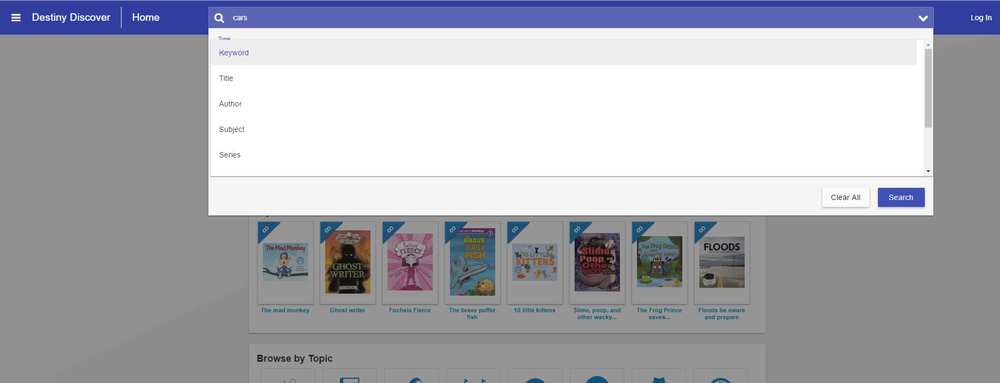 Destiny Discover
Home
cars
Log In
Type
Keyword
Title
Author
Subject
Series
Clear All
Search
The Mad Monkey
GHOST
WRITER
Fuchsia
FIERCE
THE
BRAVE
PUFFER
FISH
10 LITTLE
KITTENS
Slime,
Poop, and
Other
WACKY
The Frog Prince
FLOODS
The mad monkey
Ghost writer
Fuchsia Fierce
The brave puffer
fish
10 little kittens
Slime, poop, and
other wacky...
The Frog Prince
saves...
Floods be aware
and prepare
Browse by Topic